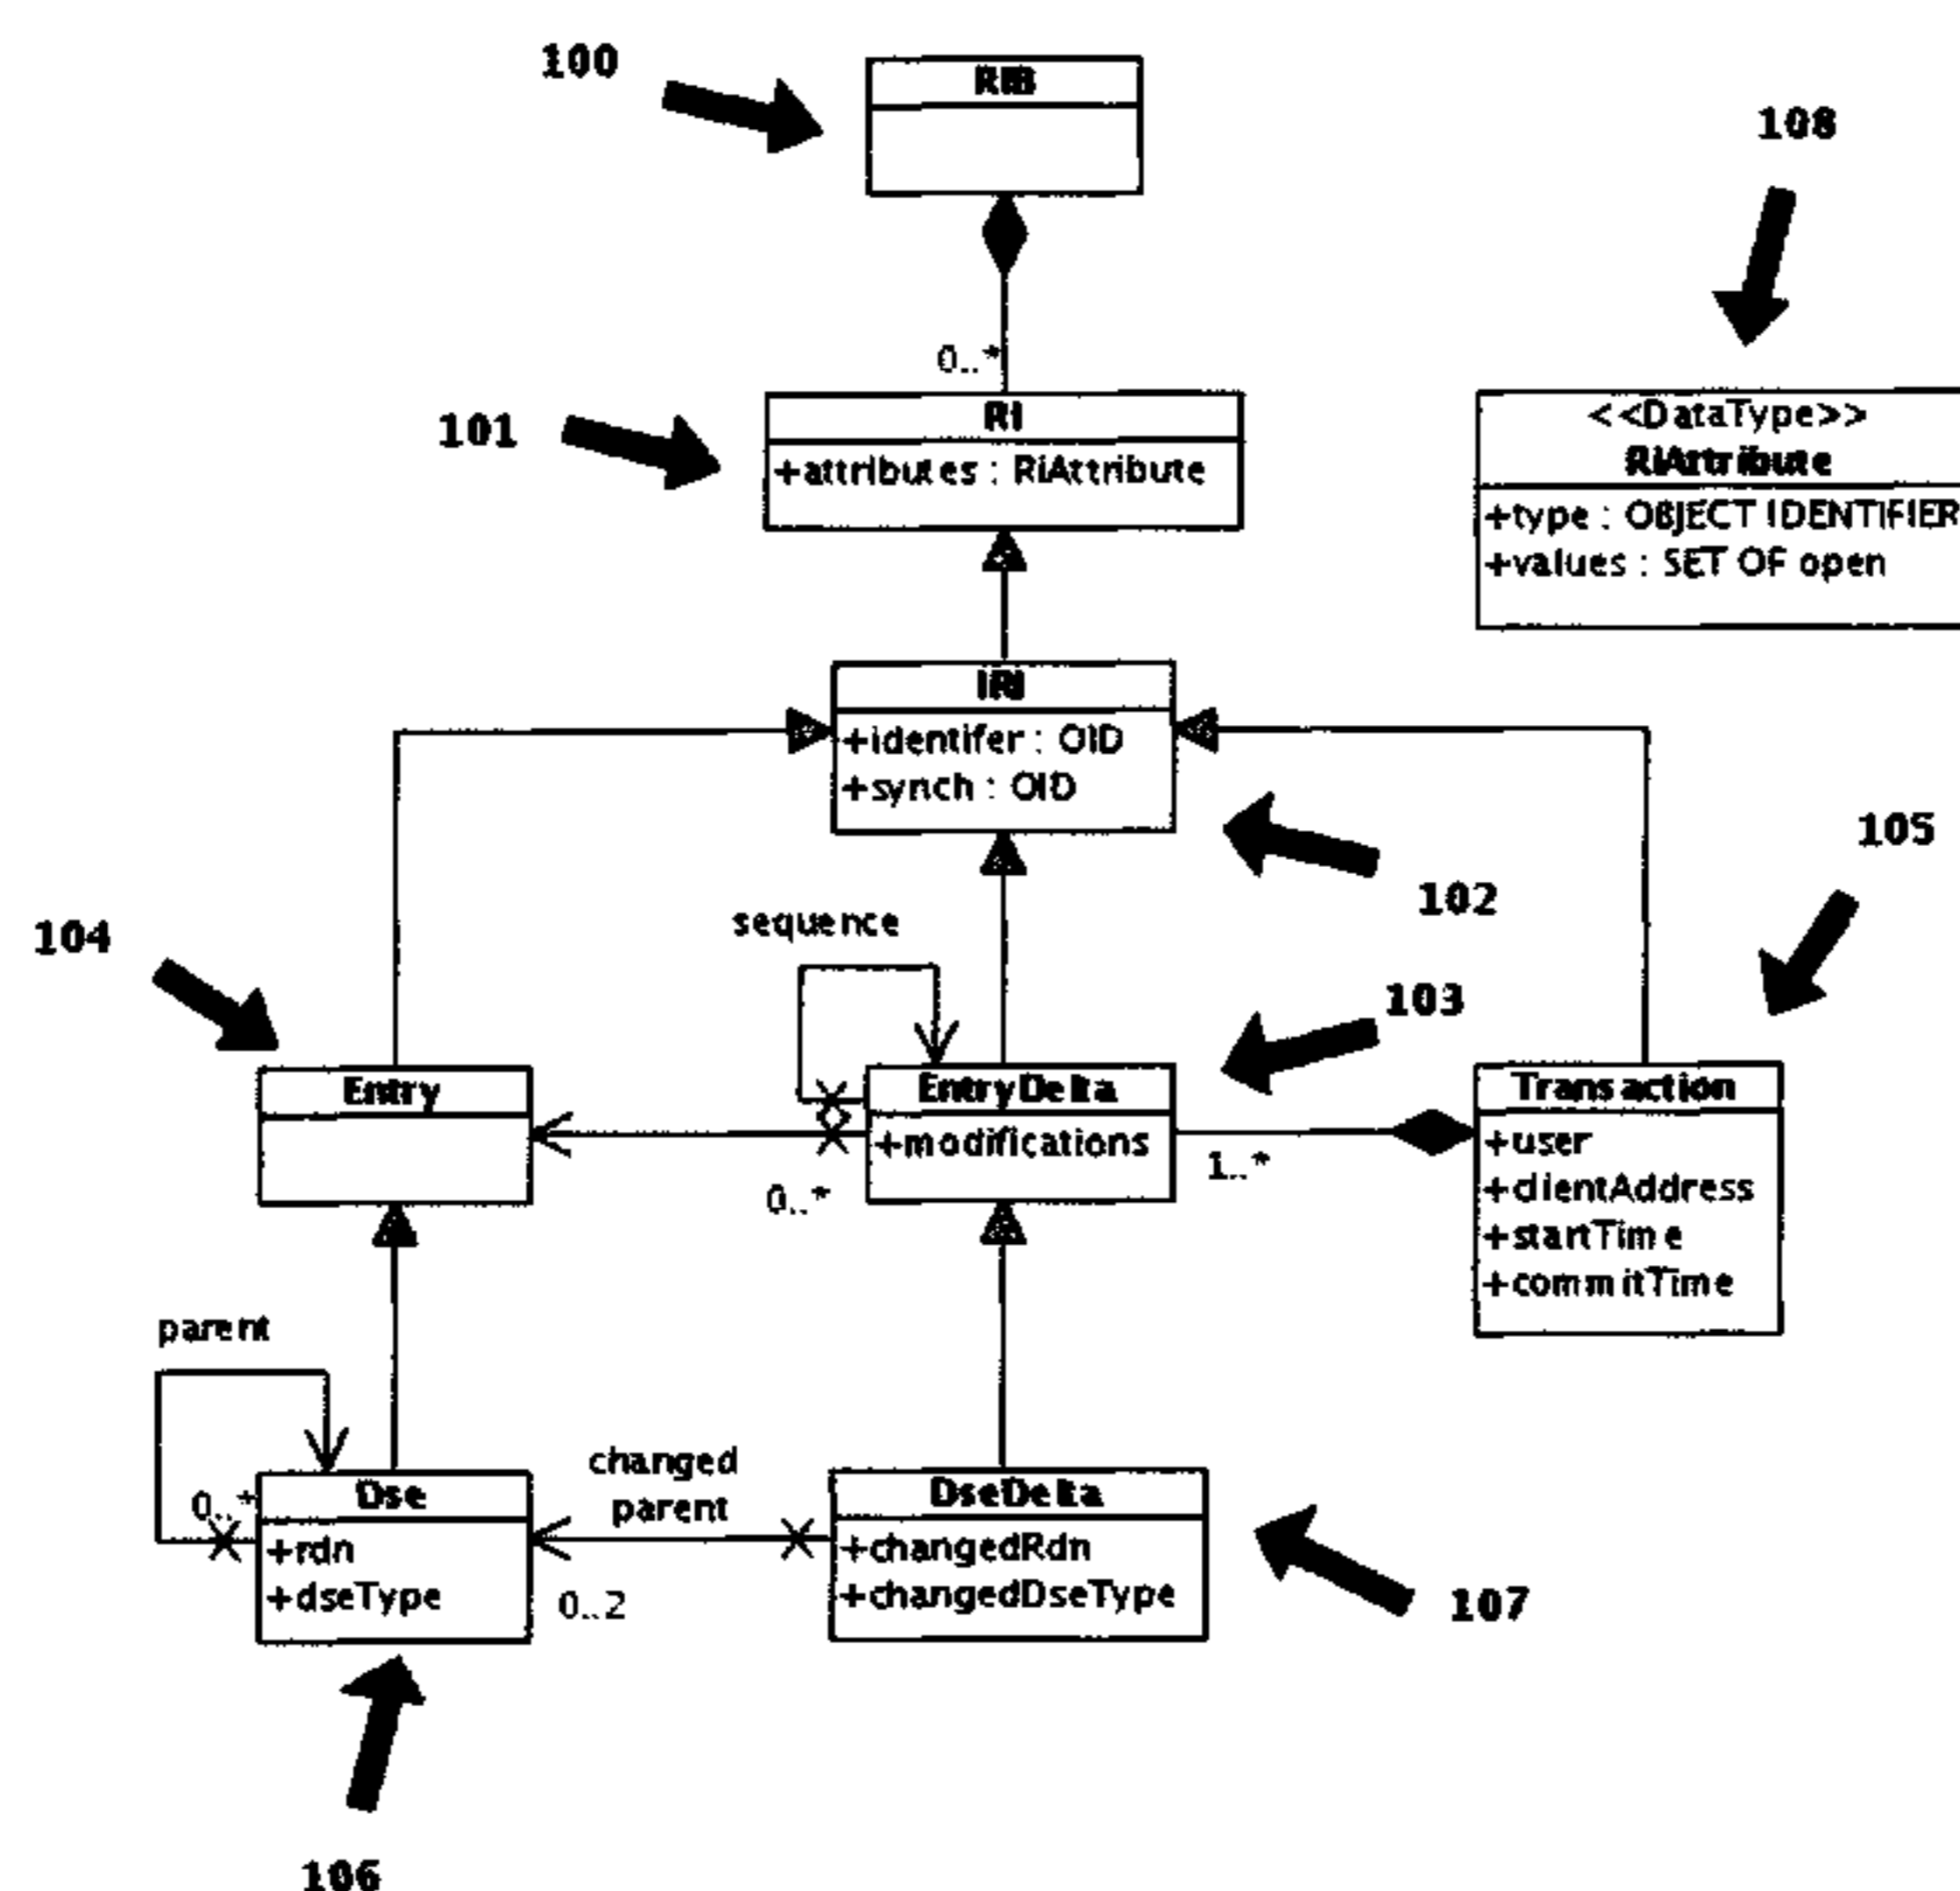 100
RIB
108
0..*
101
RI
+attributes : RiAttribute
<<DataType>>
RiAttribute
+type : OBJECT IDENTIFIER
+values : SET OF open
IRI
+identifer : OID
+synch : OID
105
102
104
sequence
103
Entry
EntryDelta
+modifications
Transaction
+user
+clientAddress
+startTime
+commitTime
1..*
0..*
parent
changed
parent
0..*
Dse
+rdn
+dseType
0..2
DseDelta
+changedRdn
+changedDseType
107
106